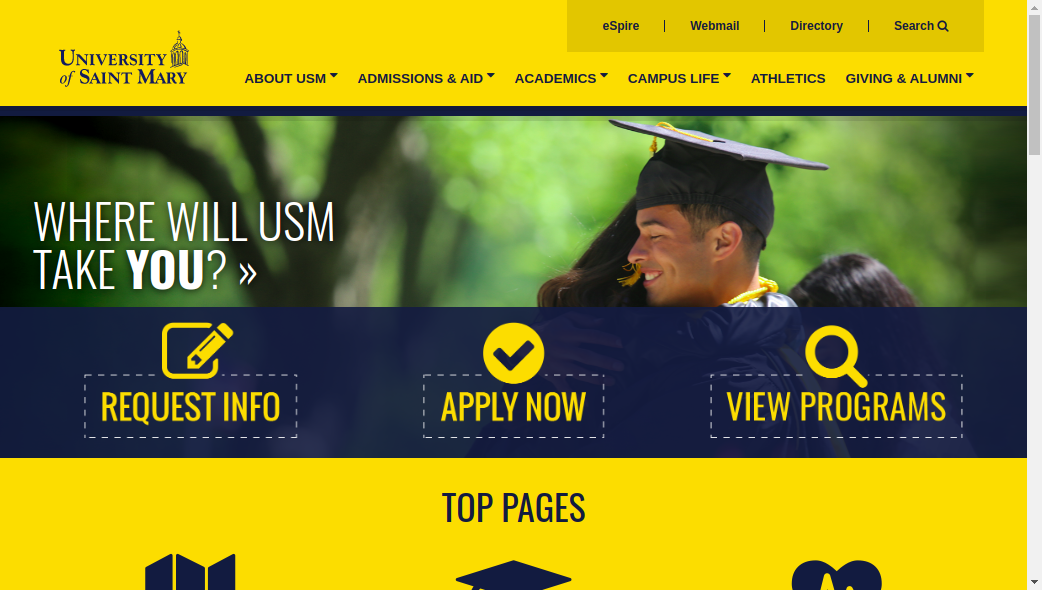 eSpire
Webmail
Directory
Search
UNIVERSITY
of SAINT MARY
ABOUT USM
ADMISSIONS & AID
ACADEMICS
CAMPUS LIFE
ATHLETICS
GIVING & ALUMNI
WHERE WILL USM
TAKE YOU? »
REQUEST INFO
APPLY NOW
VIEW PROGRAMS
TOP PAGES